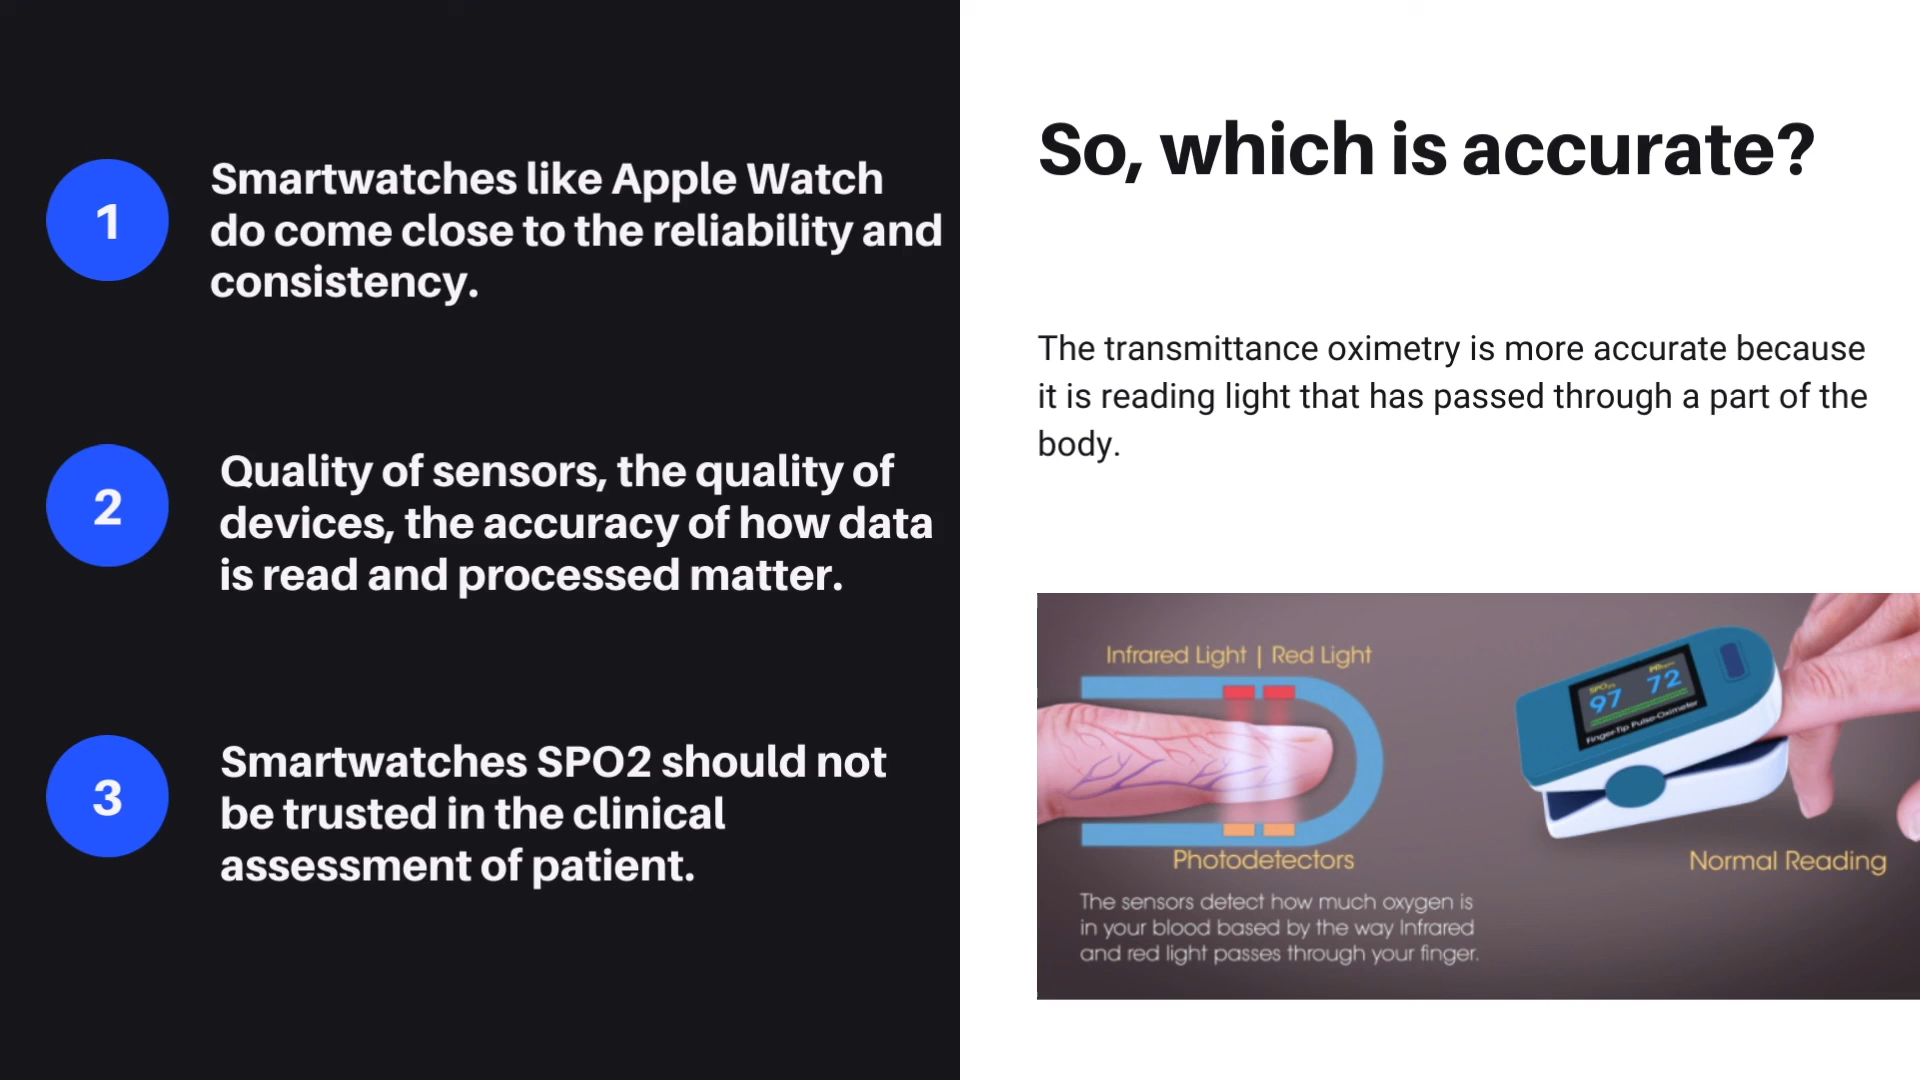 1
Smartwatches like Apple Watch
do come close to the reliability and
consistency.
2
Quality of sensors, the quality of
devices, the accuracy of how data
is read and processed matter.
3
Smartwatches SPO2 should not
be trusted in the clinical
assessment of patient.
So, which is accurate?
The transmittance oximetry is more accurate because
it is reading light that has passed through a part of the
body.
Infrared Light | Red Light
Photodetectors
The sensors detect how much oxygen is
in your blood based by the way Infrared
and red light passes through your finger.
97 72
Finger-Tip Pulse-Oximeter
Normal Reading